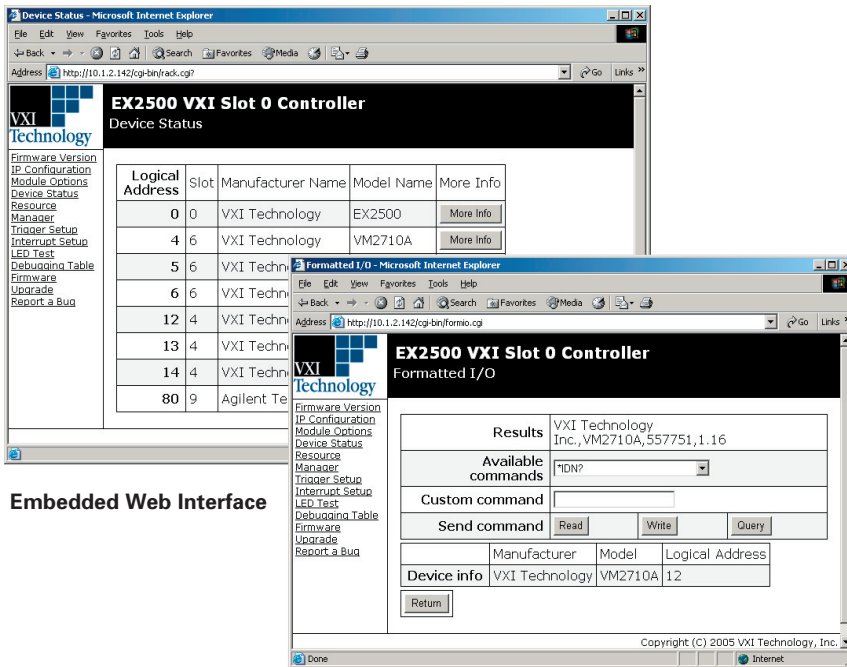 Device Status - Microsoft Internet Explorer
File Edit View Favorites Tools Help
Back Search Favorites Media
Address http://10.1.2.142/cgi-bin/rack.cgi? Go Links »
VXI
Technology
EX2500 VXI Slot 0 Controller
Device Status
Firmware Version
IP Configuration
Module Options
Device Status
Resource
Manager
Trigger Setup
Interrupt Setup
LED Test
Debugging Table
Firmware
Upgrade
Report a Bug
Logical Address Slot Manufacturer Name Model Name More Info
0 0 VXI Technology EX2500 More Info
4 6 VXI Technology VM2710A More Info
5 6 VXI Techn
6 6 VXI Techn
12 4 VXI Techn
13 4 VXI Techn
14 4 VXI Techn
80 9 Agilent Te
Embedded Web Interface
Formatted I/O - Microsoft Internet Explorer
File Edit View Favorites Tools Help
Back Search Favorites Media
Address http://10.1.2.142/cgi-bin/formio.cgi Go Links »
VXI
Technology
EX2500 VXI Slot 0 Controller
Formatted I/O
Firmware Version
IP Configuration
Module Options
Device Status
Resource
Manager
Trigger Setup
Interrupt Setup
LED Test
Debugging Table
Firmware
Upgrade
Report a Bug
Results VXI Technology
Inc.,VM2710A,557751,1.16
Available
commands *IDN?
Custom command
Send command Read Write Query
Manufacturer Model Logical Address
Device info VXI Technology VM2710A 12
Return
Copyright (C) 2005 VXI Technology, Inc.
Done Internet